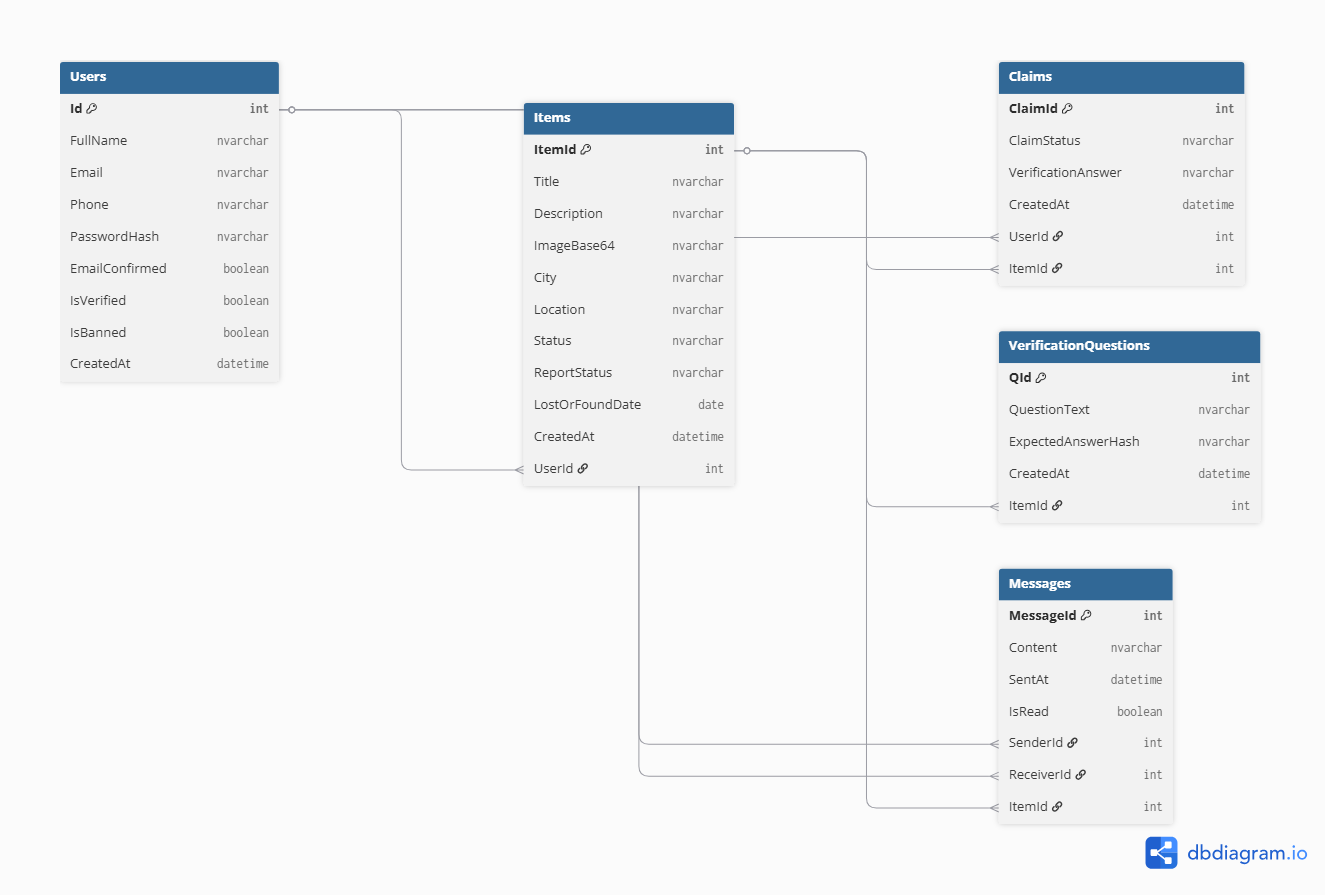 Users
Id int
FullName nvarchar
Email nvarchar
Phone nvarchar
PasswordHash nvarchar
EmailConfirmed boolean
IsVerified boolean
IsBanned boolean
CreatedAt datetime
Items
ItemId int
Title nvarchar
Description nvarchar
ImageBase64 nvarchar
City nvarchar
Location nvarchar
Status nvarchar
ReportStatus nvarchar
LostOrFoundDate date
CreatedAt datetime
UserId int
Claims
ClaimId int
ClaimStatus nvarchar
VerificationAnswer nvarchar
CreatedAt datetime
UserId int
ItemId int
VerificationQuestions
QId int
QuestionText nvarchar
ExpectedAnswerHash nvarchar
CreatedAt datetime
ItemId int
Messages
MessageId int
Content nvarchar
SentAt datetime
IsRead boolean
SenderId int
ReceiverId int
ItemId int
dbdiagram.io